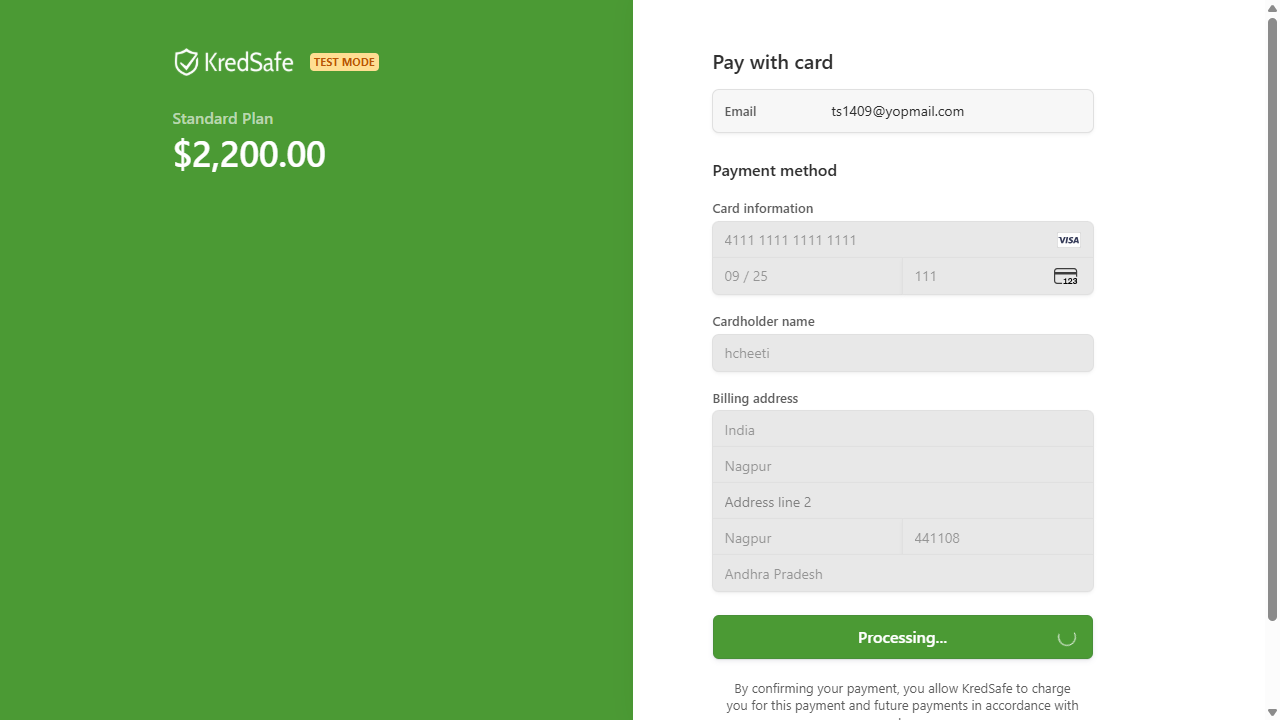 KredSafe TEST MODE
Standard Plan
$2,200.00
Pay with card
Email ts1409@yopmail.com
Payment method
Card information
4111 1111 1111 1111 VISA
09 / 25 111 123
Cardholder name
hcheeti
Billing address
India
Nagpur
Address line 2
Nagpur 441108
Andhra Pradesh
Processing...
By confirming your payment, you allow KredSafe to charge
you for this payment and future payments in accordance with